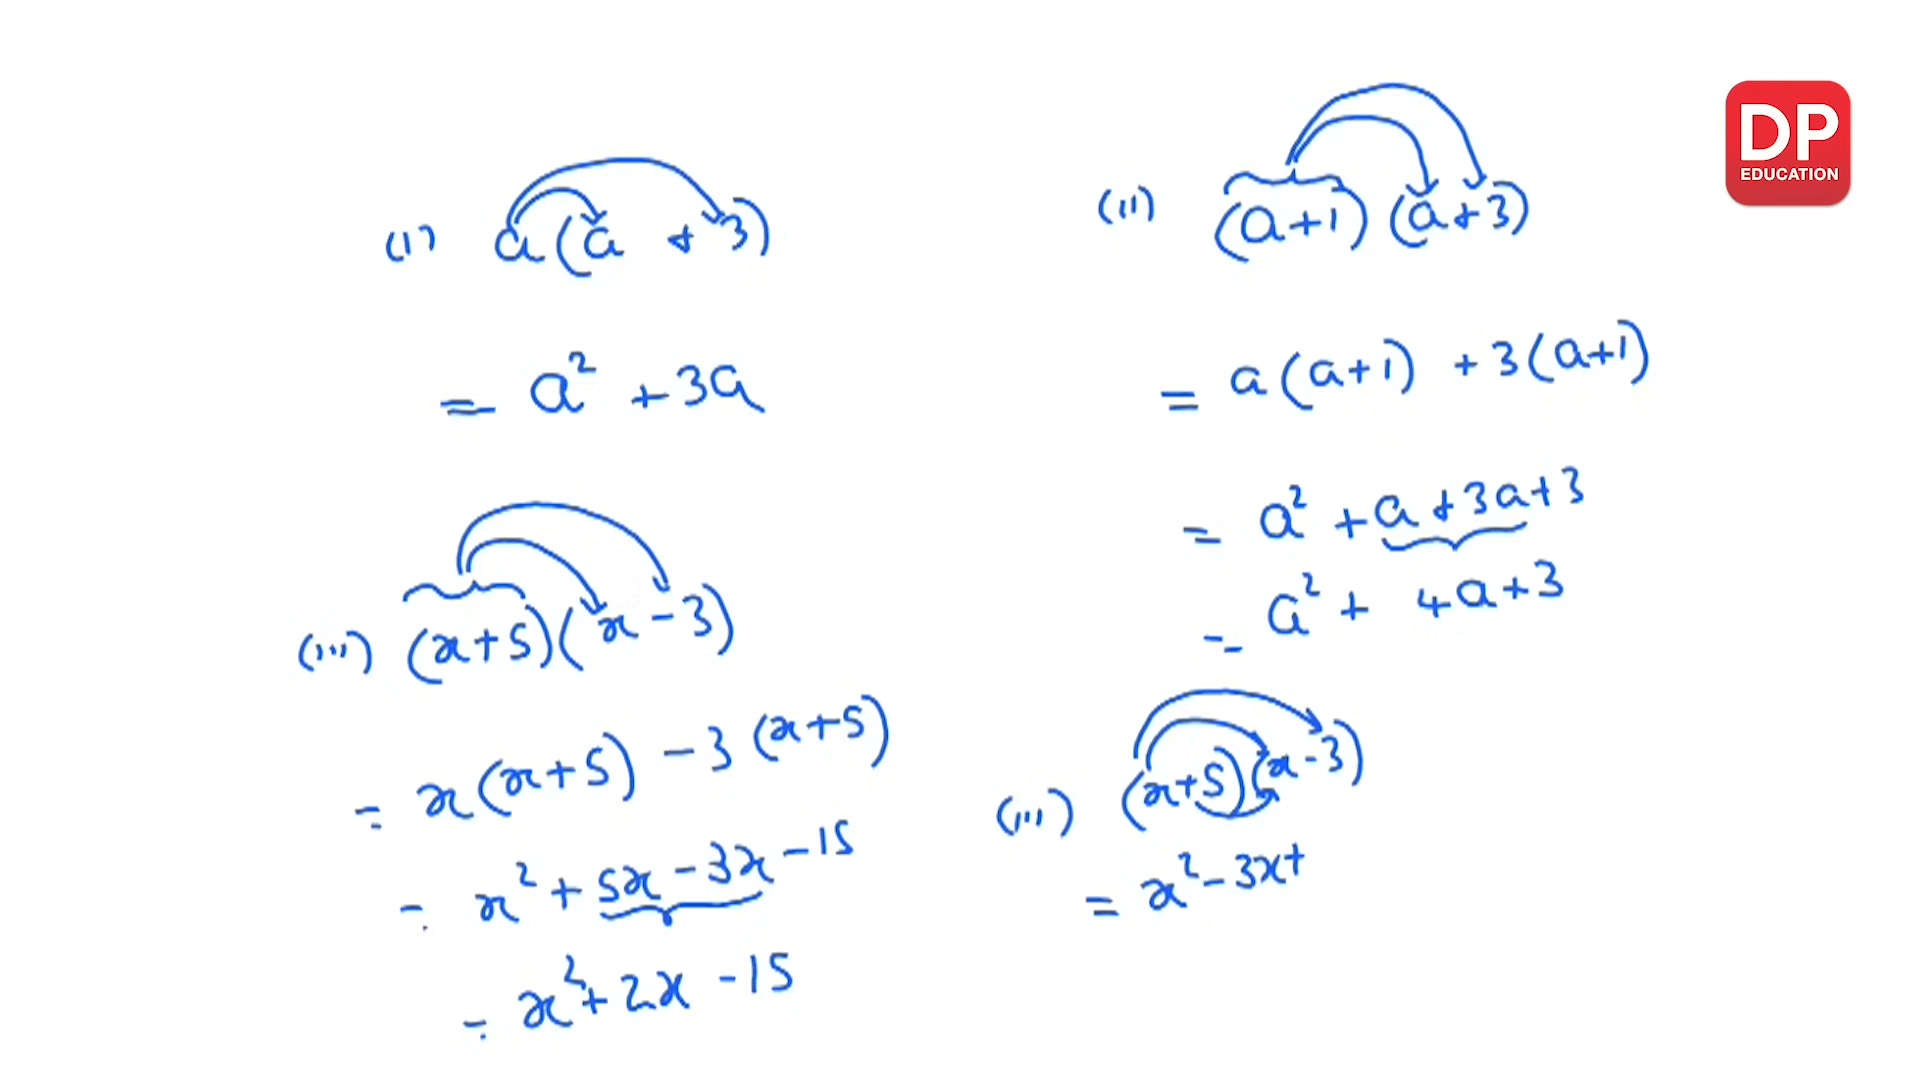 (i) a(a + 3)
= a² + 3a
(ii) (a+1)(a+3)
= a(a+1) + 3(a+1)
= a² + a + 3a + 3
= a² + 4a + 3
(iii) (x+5)(x-3)
= x(x+5) - 3(x+5)
= x² + 5x - 3x - 15
= x² + 2x - 15
(iii) (x+5)(x-3)
= x² - 3x +
DP
EDUCATION